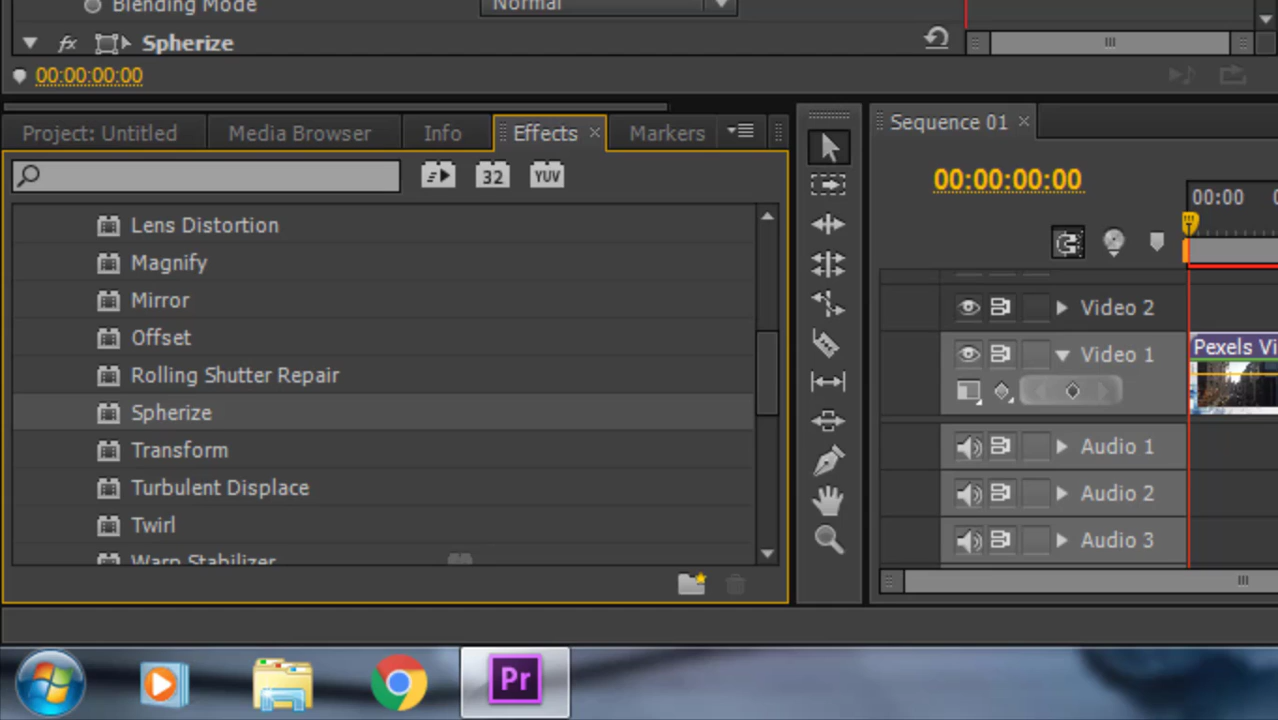 Blending Mode Normal
fx Spherize
00:00:00:00
Project: Untitled Media Browser Info Effects × Markers
32 YUV
Lens Distortion
Magnify
Mirror
Offset
Rolling Shutter Repair
Spherize
Transform
Turbulent Displace
Twirl
Warp Stabilizer
Sequence 01 ×
00:00:00:00
00:00
Video 2
Video 1
Pexels Vi
Audio 1
Audio 2
Audio 3
Pr